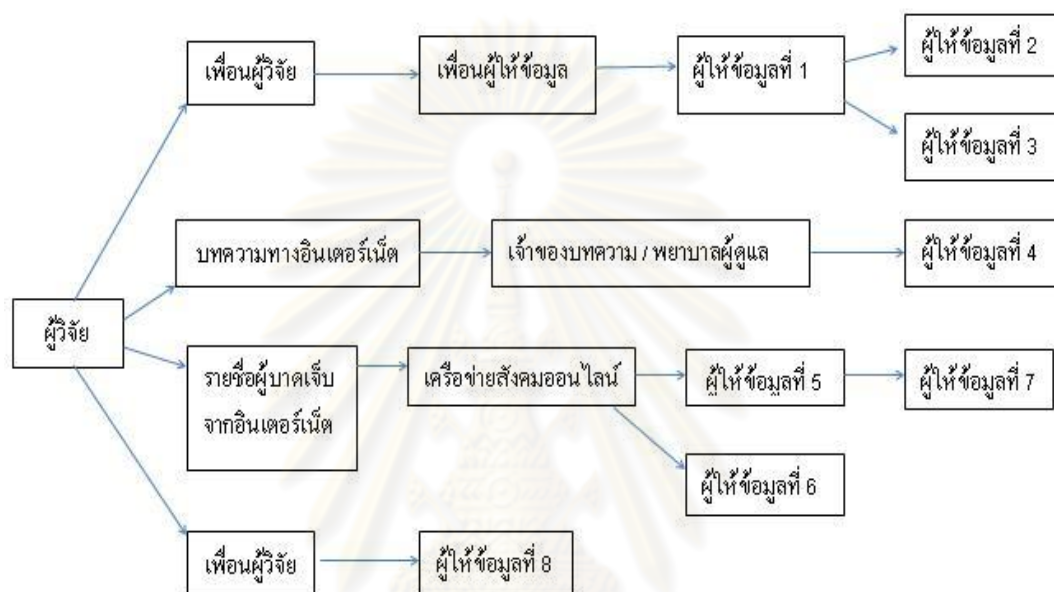 เพื่อนผู้วิจัย
เพื่อนผู้ให้ข้อมูล
ผู้ให้ข้อมูลที่ 1
ผู้ให้ข้อมูลที่ 2
ผู้ให้ข้อมูลที่ 3
บทความทางอินเตอร์เน็ต
เจ้าของบทความ / พยาบาลผู้ดูแล
ผู้ให้ข้อมูลที่ 4
ผู้วิจัย
รายชื่อผู้บาดเจ็บ
จากอินเตอร์เน็ต
เครือข่ายสังคมออนไลน์
ผู้ให้ข้อมูลที่ 5
ผู้ให้ข้อมูลที่ 7
ผู้ให้ข้อมูลที่ 6
เพื่อนผู้วิจัย
ผู้ให้ข้อมูลที่ 8